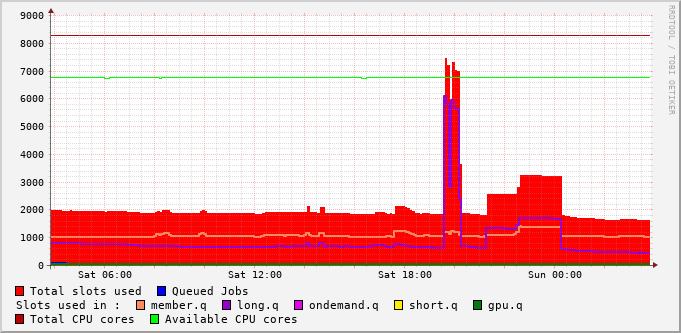 9000
8000
7000
6000
5000
4000
3000
2000
1000
0
Sat 06:00 Sat 12:00 Sat 18:00 Sun 00:00
Total slots used Queued Jobs
Slots used in : member.q long.q ondemand.q short.q gpu.q
Total CPU cores Available CPU cores
RRDTOOL / TOBI OETIKER